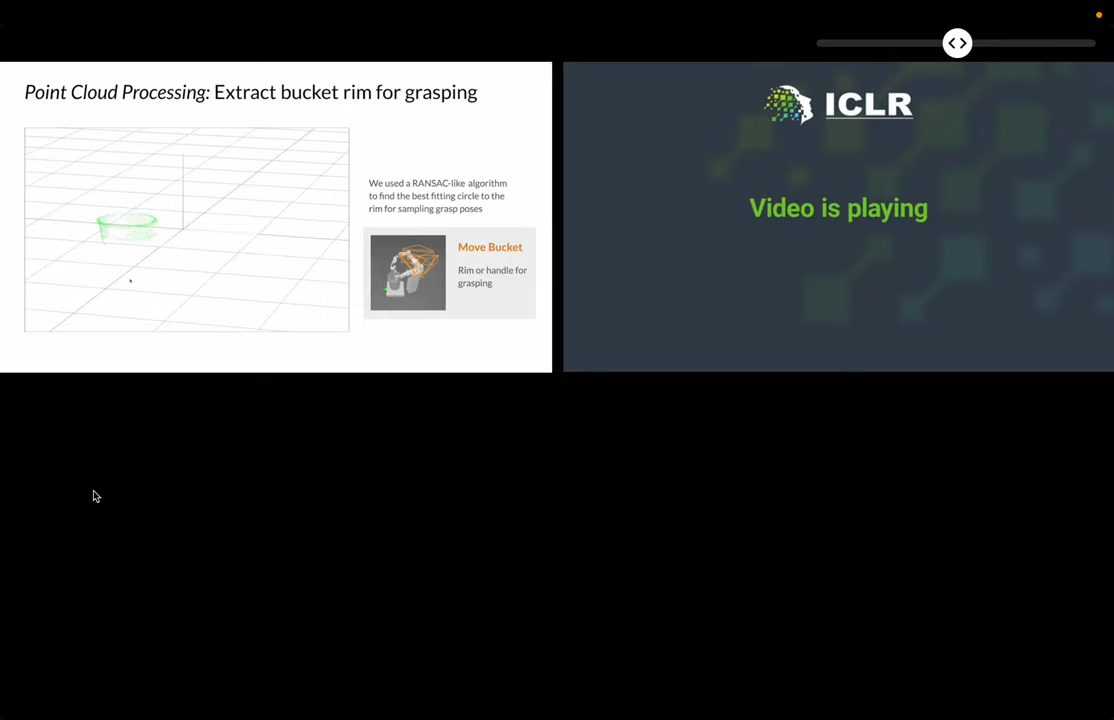 Point Cloud Processing: Extract bucket rim for grasping
We used a RANSAC-like algorithm
to find the best fitting circle to the
rim for sampling grasp poses
Move Bucket
Rim or handle for
grasping
ICLR
Video is playing